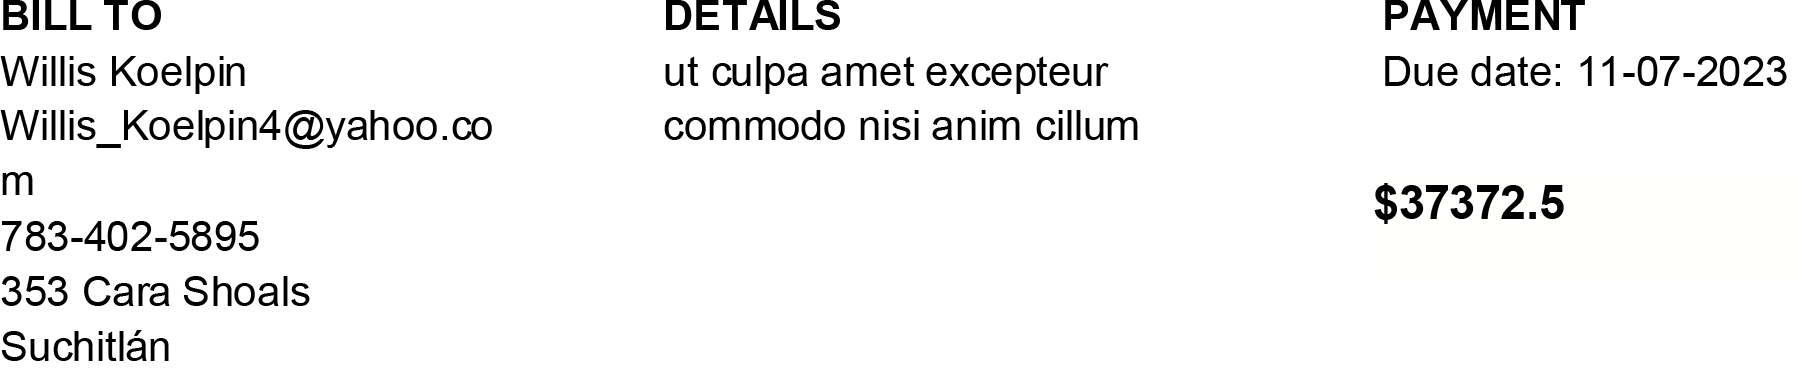 BILL TO
Willis Koelpin
Willis_Koelpin4@yahoo.co
m
783-402-5895
353 Cara Shoals
Suchitlán
DETAILS
ut culpa amet excepteur
commodo nisi anim cillum
PAYMENT
Due date: 11-07-2023
$37372.5